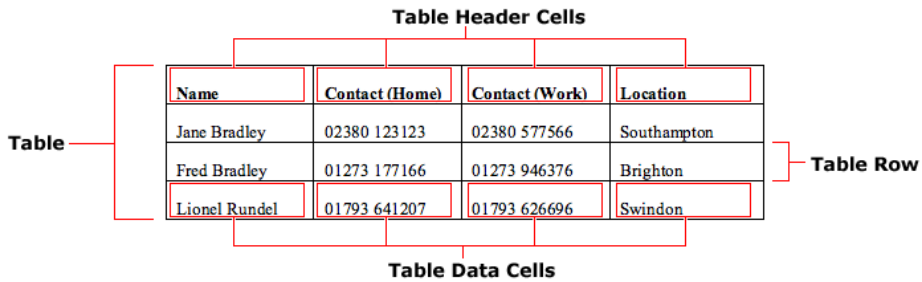 Table Header Cells
Name Contact (Home) Contact (Work) Location
Jane Bradley 02380 123123 02380 577566 Southampton
Table
Fred Bradley 01273 177166 01273 946376 Brighton
Table Row
Lionel Rundel 01793 641207 01793 626696 Swindon
Table Data Cells